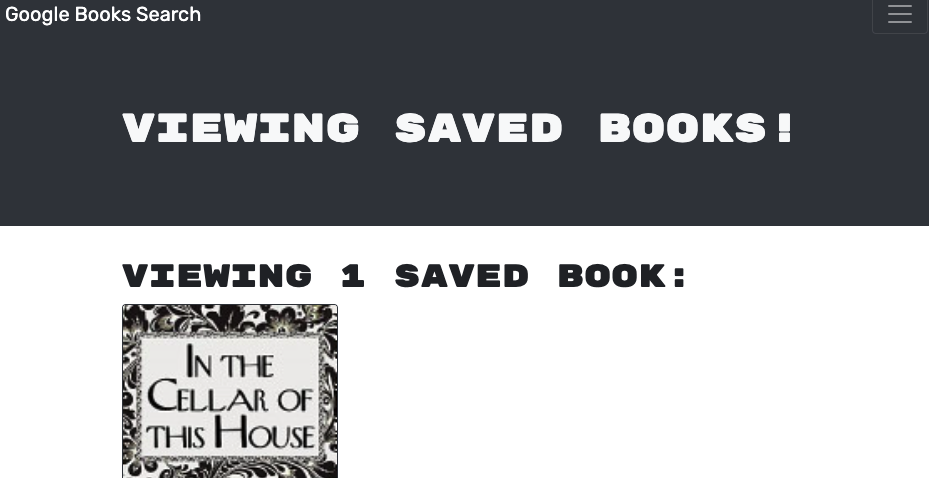 Google Books Search
VIEWING SAVED BOOKS!
VIEWING 1 SAVED BOOK:
IN THE
CELLAR OF
THIS HOUSE